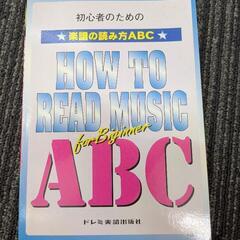 初心者のための
★楽譜の読み方ABC★
HOW TO
READ MUSIC
for Beginner
ABC
ドレミ楽譜出版社